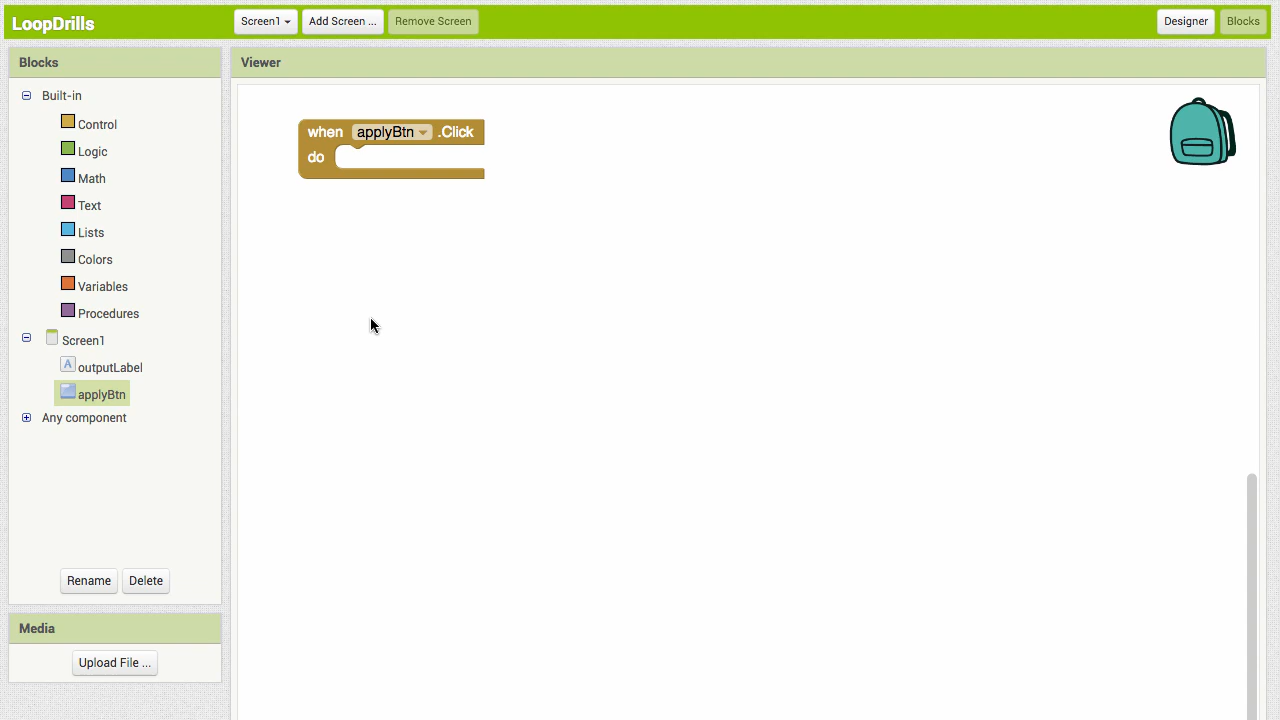 LoopDrills
Screen1
Add Screen ...
Remove Screen
Designer
Blocks
Blocks
Viewer
Built-in
Control
Logic
Math
Text
Lists
Colors
Variables
Procedures
Screen1
A outputLabel
applyBtn
Any component
Rename
Delete
Media
Upload File ...
when applyBtn .Click
do